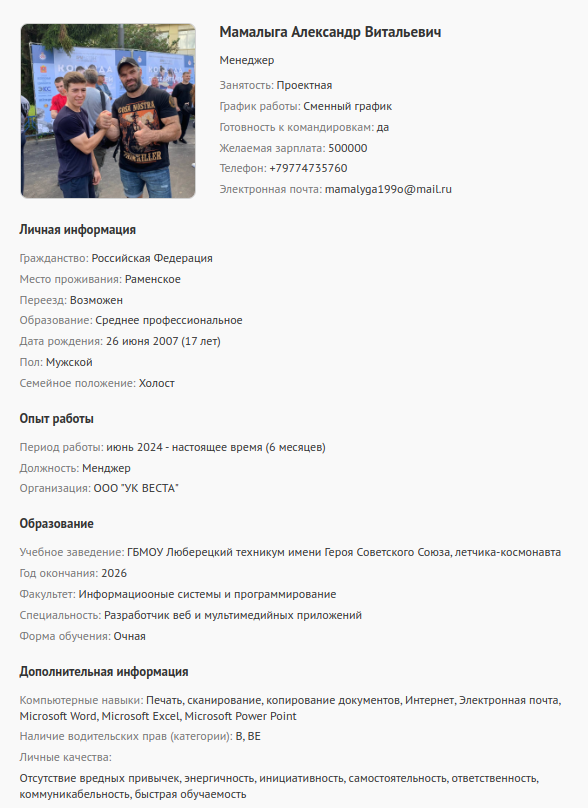 Мамалыга Александр Витальевич
Менеджер
Занятость: Проектная
График работы: Сменный график
Готовность к командировкам: да
Желаемая зарплата: 500000
Телефон: +79774735760
Электронная почта: mamalyga199o@mail.ru
COSA NOSTRA
Личная информация
Гражданство: Российская Федерация
Место проживания: Раменское
Переезд: Возможен
Образование: Среднее профессиональное
Дата рождения: 26 июня 2007 (17 лет)
Пол: Мужской
Семейное положение: Холост
Опыт работы
Период работы: июнь 2024 - настоящее время (6 месяцев)
Должность: Менджер
Организация: ООО "УК ВЕСТА"
Образование
Учебное заведение: ГБМОУ Люберецкий техникум имени Героя Советского Союза, летчика-космонавта
Год окончания: 2026
Факультет: Информациооные системы и программирование
Специальность: Разработчик веб и мультимедийных приложений
Форма обучения: Очная
Дополнительная информация
Компьютерные навыки: Печать, сканирование, копирование документов, Интернет, Электронная почта,
Microsoft Word, Microsoft Excel, Microsoft Power Point
Наличие водительских прав (категории): B, BE
Личные качества:
Отсутствие вредных привычек, энергичность, инициативность, самостоятельность, ответственность,
коммуникабельность, быстрая обучаемость